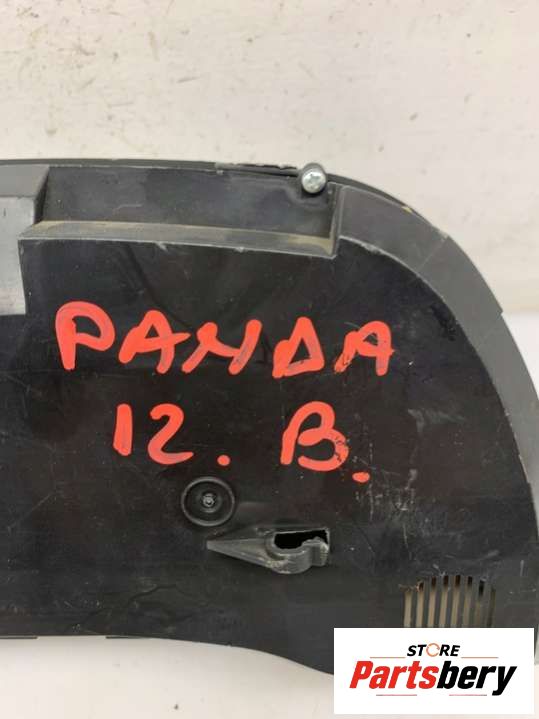 PANDA
12. B.
STORE
Partsbery